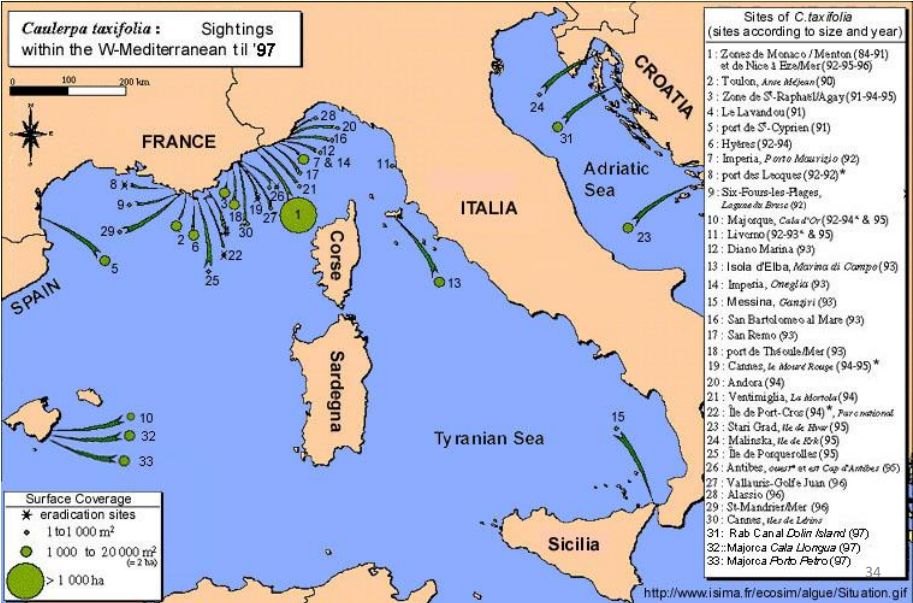 Caulerpa taxifolia : Sightings
within the W-Mediterranean til '97
0 100 200 km
N
FRANCE
CROATIA
ITALIA
SPAIN
Adriatic
Sea
Corse
Sardegna
Tyranian Sea
Sicilia
28
20
16
12
7 & 14
17
21
26
27
1
8
9
29
2
6
3
18
19
30
4
22
25
5
11
13
24
31
23
10
32
33
15
Surface Coverage
eradication sites
1 to 1 000 m²
1 000 to 20 000 m²
(= 2 ha)
> 1 000 ha
Sites of C.taxifolia
(sites according to size and year)
1 : Zones de Monaco / Menton (84-91)
et de Nice à Eze/Mer (92-95-96)
2 : Toulon, Anse Méjean (90)
3 : Zone de St-Raphaël/Agay (91-94-95)
4 : Le Lavandou (91)
5 : port de St-Cyprien (91)
6 : Hyères (92-94)
7 : Imperia, Porto Maurizio (92)
8 : port des Lecques (92-92)*
9 : Six-Fours-les-Plages,
Lagune du Brusc (92)
10 : Majorque, Cala d'Or (92-94* & 95)
11 : Livorno (92-93* & 95)
12 : Diano Marina (93)
13 : Isola d'Elba, Marina di Campo (93)
14 : Imperia, Oneglia (93)
15 : Messina, Ganziri (93)
16 : San Bartolomeo al Mare (93)
17 : San Remo (93)
18 : port de Théoule/Mer (93)
19 : Cannes, le Mouré Rouge (94-95)*
20 : Andora (94)
21 : Ventimiglia, La Mortola (94)
22 : Île de Port-Cros (94)*, Parc national
23 : Stari Grad, Ile de Hvar (95)
24 : Malinska, Ile de Krk (95)
25 : Île de Porquerolles (95)
26 : Antibes, ouest* et est Cap d'Antibes (95)
27 : Vallauris-Golfe Juan (96)
28 : Alassio (96)
29 : St-Mandrier/Mer (96)
30 : Cannes, îles de Lérins
31: Rab Canal Dolin Island (97)
32:: Majorca Cala Llongua (97)
33: Majorca Porto Petro (97)
34
http://www.isima.fr/ecosim/algue/Situation.gif